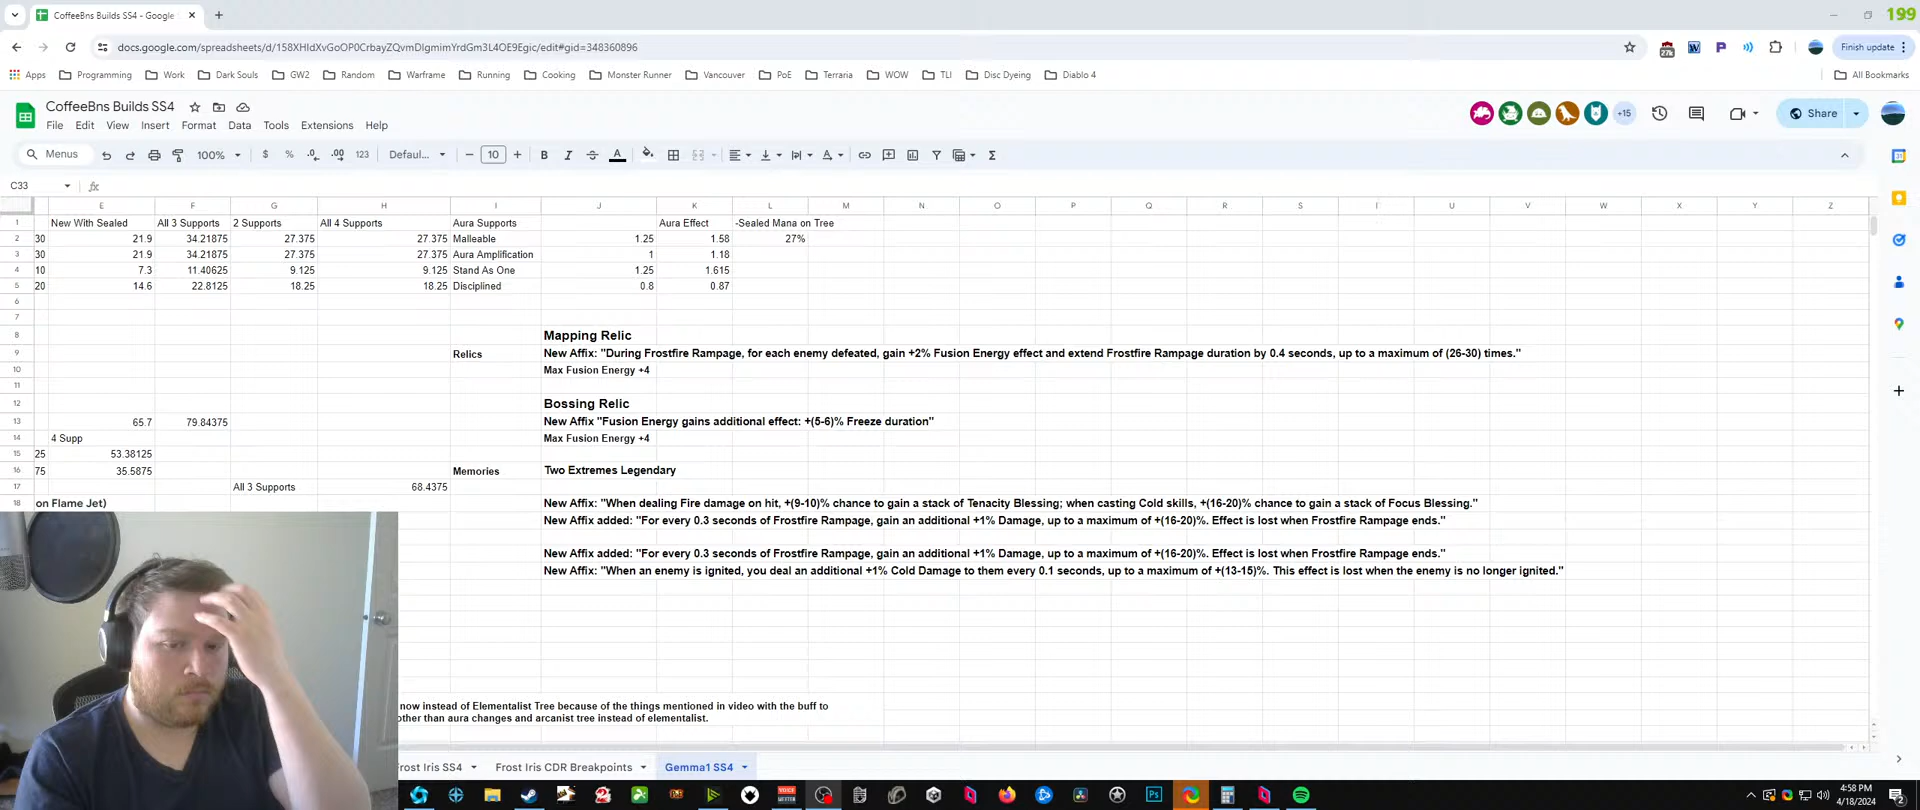 CoffeeBns Builds SS4 - Google
199
docs.google.com/spreadsheets/d/158XHIdXvGoOP0CrbayZQvmDIgmimYrdGm3L4OE9Egic/edit#gid=348360896
27k
Finish update
Apps Programming Work Dark Souls GW2 Random Warframe Running Cooking Monster Runner Vancouver PoE Terraria WOW TLI Disc Dyeing Diablo 4 All Bookmarks
CoffeeBns Builds SS4
+15
Share
File Edit View Insert Format Data Tools Extensions Help
Menus 100% $ % .0 .00 123 Defaul... 10 B I A
C33 fx
E F G H I J K L M N O P Q R S T U V W X Y Z
1 New With Sealed All 3 Supports 2 Supports All 4 Supports Aura Supports Aura Effect -Sealed Mana on Tree
2 30 21.9 34.21875 27.375 27.375 Malleable 1.25 1.58 27%
3 30 21.9 34.21875 27.375 27.375 Aura Amplification 1 1.18
4 10 7.3 11.40625 9.125 9.125 Stand As One 1.25 1.615
5 20 14.6 22.8125 18.25 18.25 Disciplined 0.8 0.87
6
7
8 Mapping Relic
9 Relics New Affix: "During Frostfire Rampage, for each enemy defeated, gain +2% Fusion Energy effect and extend Frostfire Rampage duration by 0.4 seconds, up to a maximum of (26-30) times."
10 Max Fusion Energy +4
11
12 Bossing Relic
13 65.7 79.84375 New Affix "Fusion Energy gains additional effect: +(5-6)% Freeze duration"
14 4 Supp Max Fusion Energy +4
15 25 53.38125
16 75 35.5875 Memories Two Extremes Legendary
17 All 3 Supports 68.4375
18 on Flame Jet) New Affix: "When dealing Fire damage on hit, +(9-10)% chance to gain a stack of Tenacity Blessing; when casting Cold skills, +(16-20)% chance to gain a stack of Focus Blessing."
New Affix added: "For every 0.3 seconds of Frostfire Rampage, gain an additional +1% Damage, up to a maximum of +(16-20)%. Effect is lost when Frostfire Rampage ends."
New Affix added: "For every 0.3 seconds of Frostfire Rampage, gain an additional +1% Damage, up to a maximum of +(16-20)%. Effect is lost when Frostfire Rampage ends."
New Affix: "When an enemy is ignited, you deal an additional +1% Cold Damage to them every 0.1 seconds, up to a maximum of +(13-15)%. This effect is lost when the enemy is no longer ignited."
now instead of Elementalist Tree because of the things mentioned in video with the buff to
other than aura changes and arcanist tree instead of elementalist.
Frost Iris SS4 Frost Iris CDR Breakpoints Gemma1 SS4
4:58 PM
4/18/2024
2